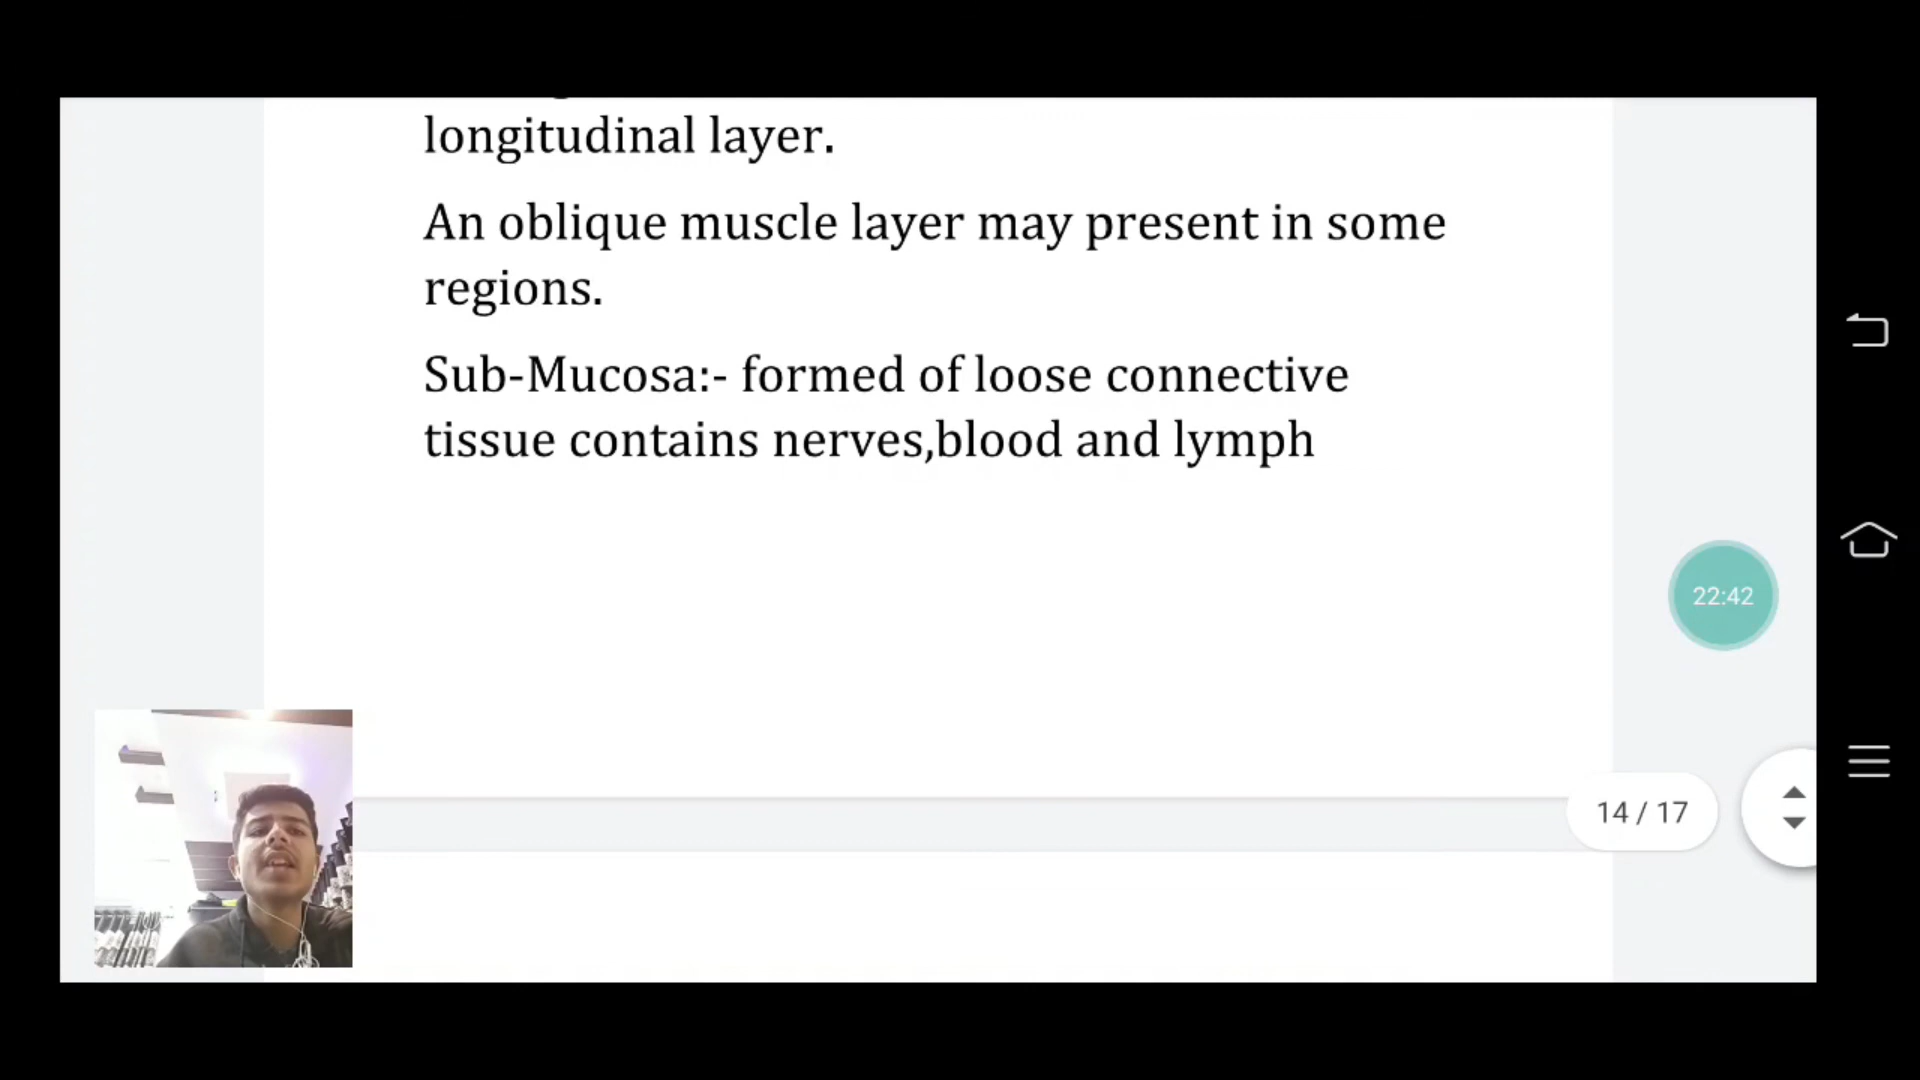 longitudinal layer.
An oblique muscle layer may present in some
regions.
Sub-Mucosa:- formed of loose connective
tissue contains nerves,blood and lymph
22:42
14 / 17